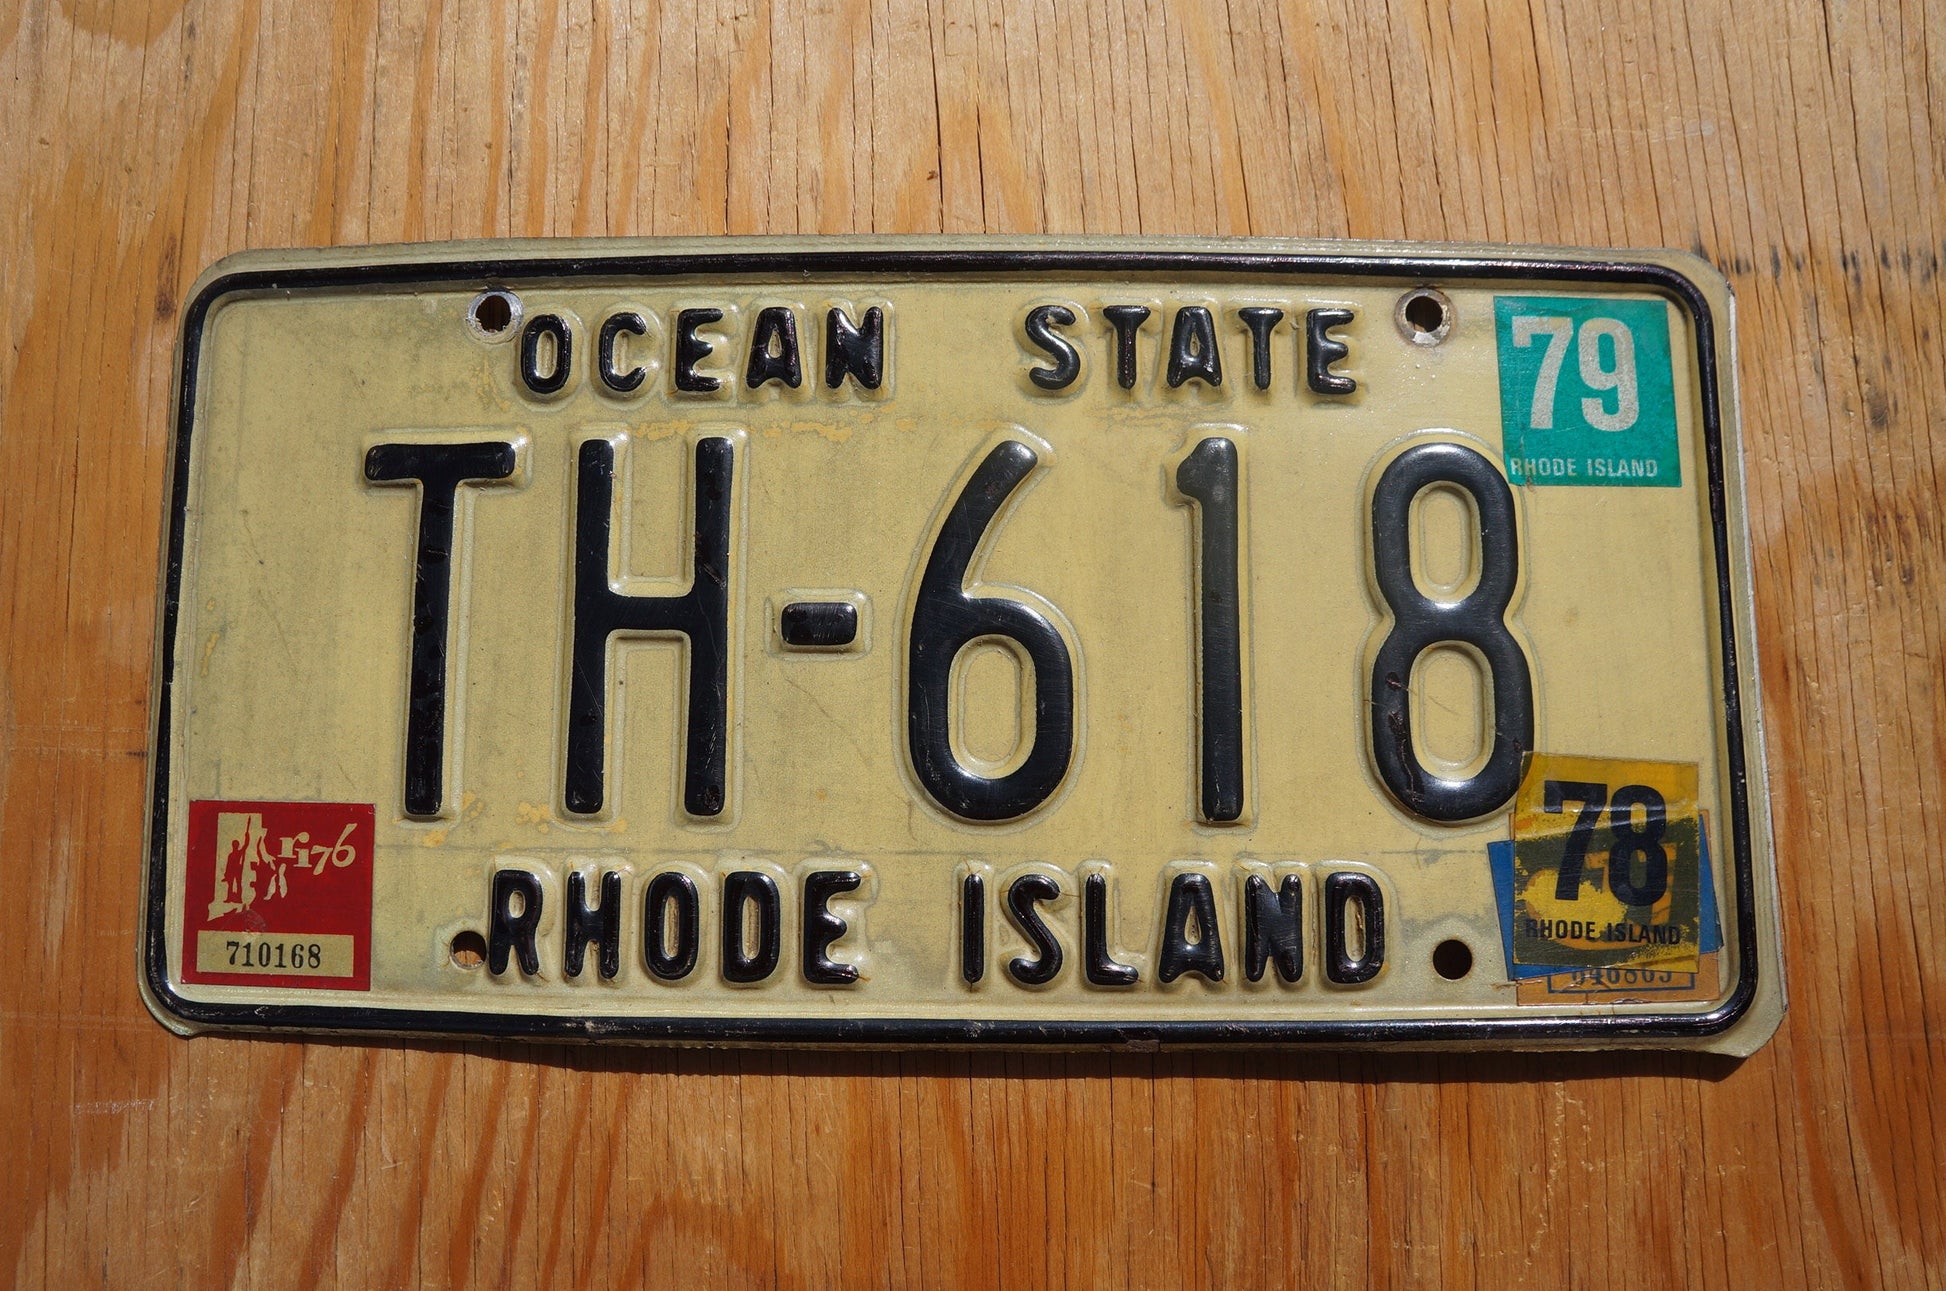 OCEAN STATE
79
RHODE ISLAND
TH-618
ri76
710168
RHODE ISLAND
78
RHODE ISLAND